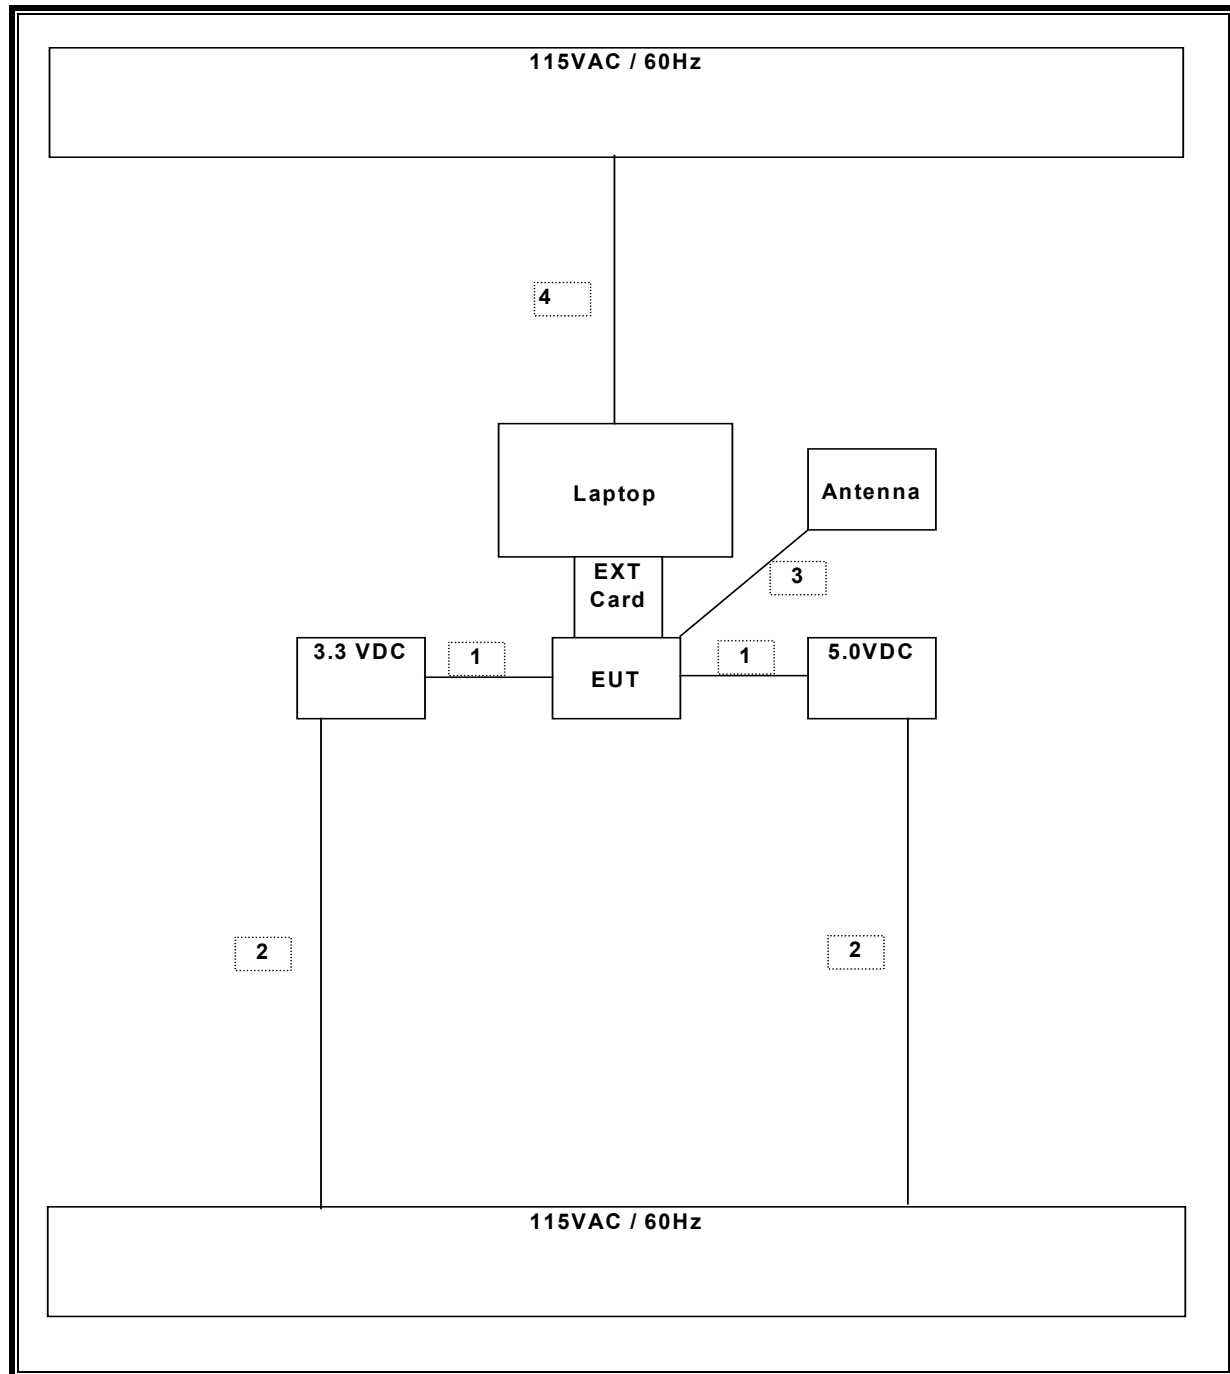 115VAC / 60Hz
4
Laptop
Antenna
EXT
Card
3
3.3 VDC
1
EUT
1
5.0VDC
2
2
115VAC / 60Hz